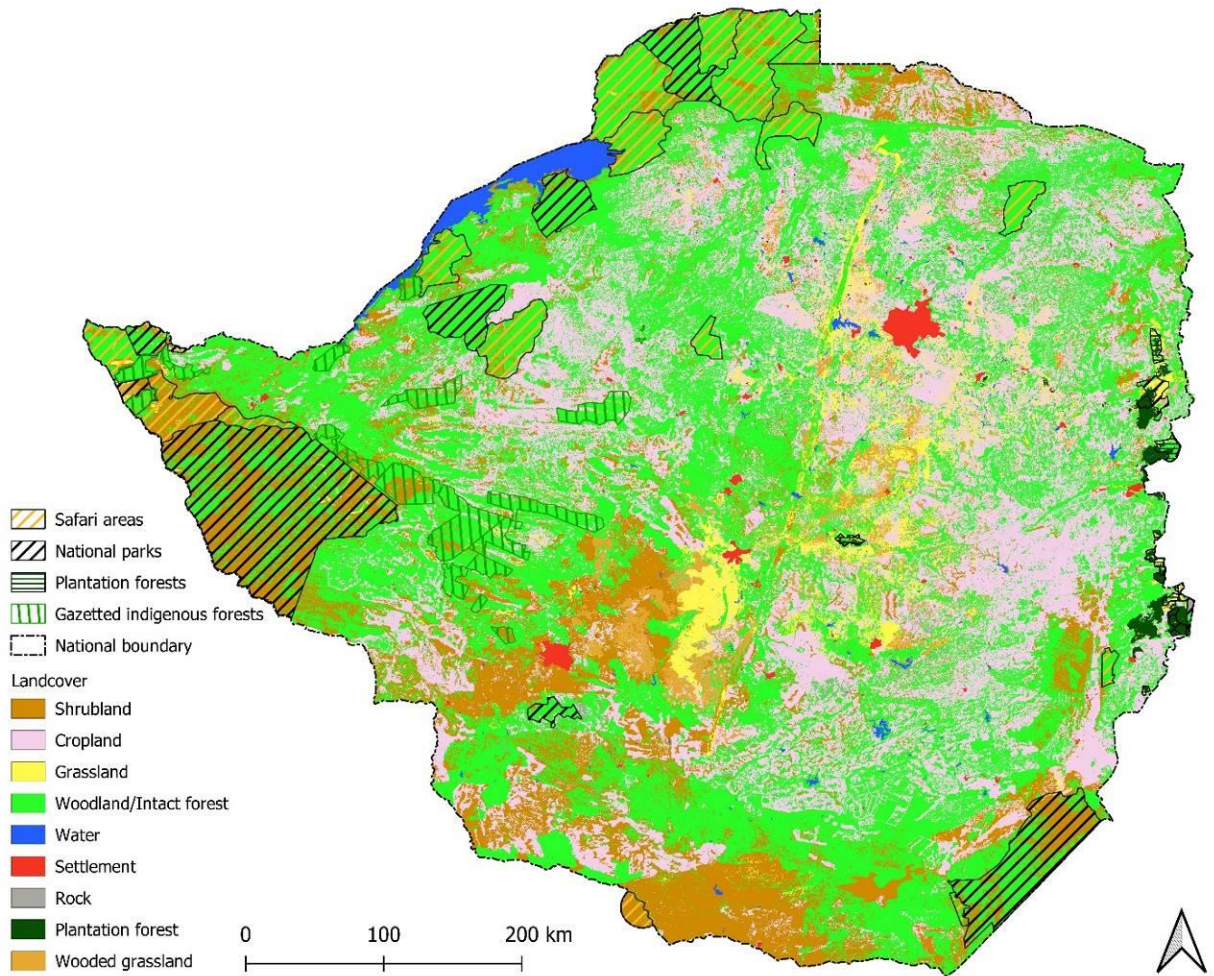 Safari areas
National parks
Plantation forests
Gazetted indigenous forests
National boundary
Landcover
Shrubland
Cropland
Grassland
Woodland/Intact forest
Water
Settlement
Rock
Plantation forest
Wooded grassland
0 100 200 km